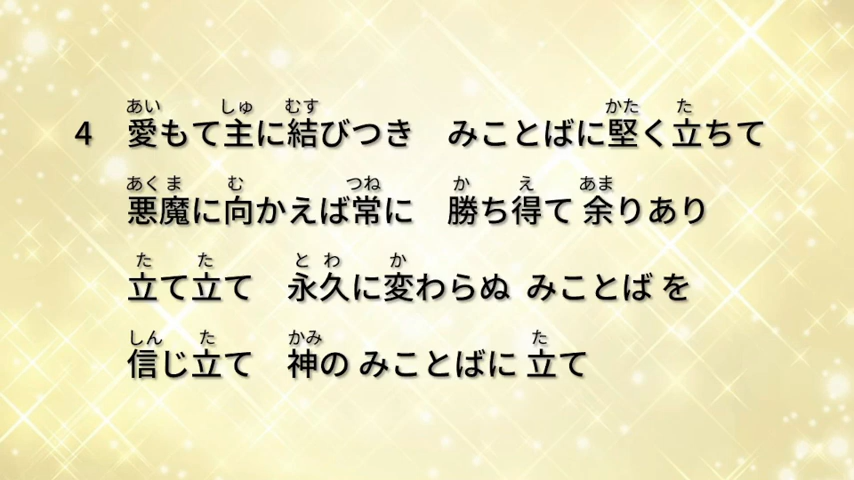 4 愛もて主に結びつき みことばに堅く立ちて
悪魔に向かえば常に 勝ち得て 余りあり
立て立て 永久に変わらぬ みことば を
信じ立て 神の みことばに 立て